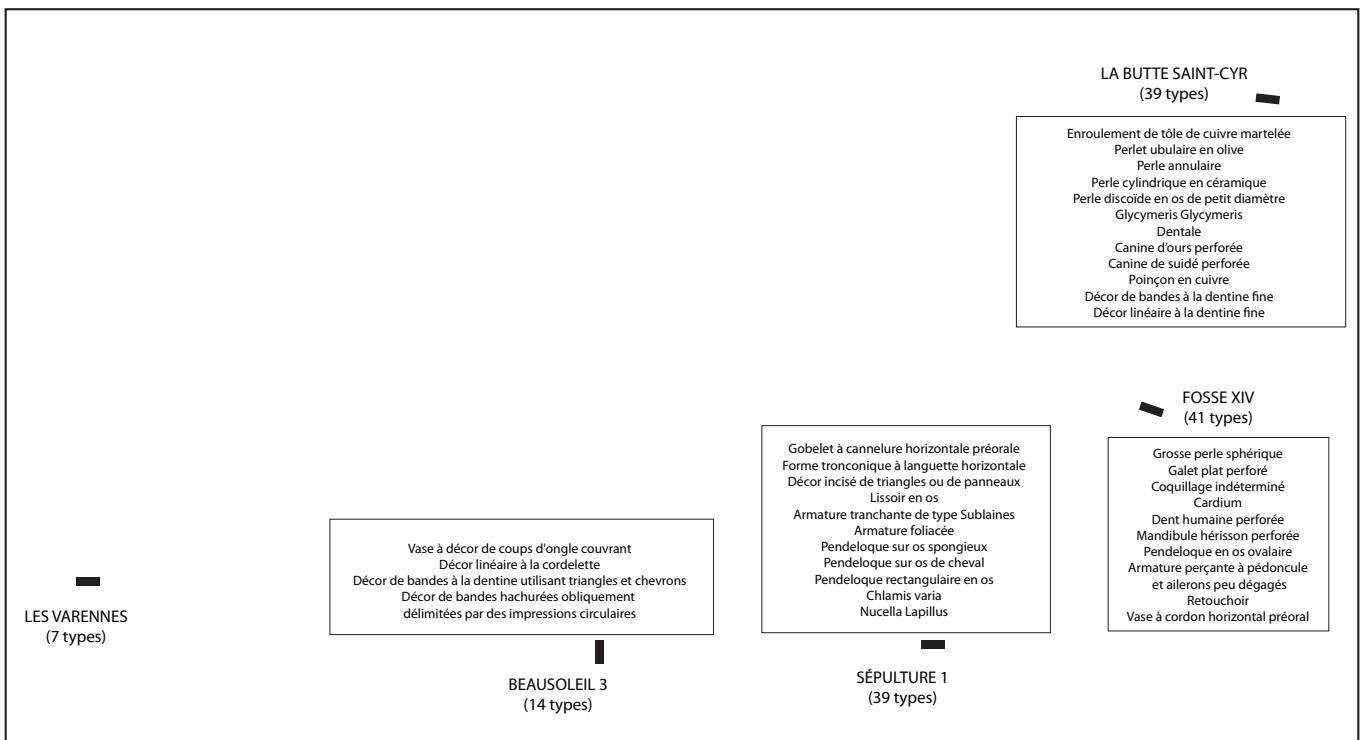 LA BUTTE SAINT-CYR
(39 types)
Enroulement de tôle de cuivre martelée
Perlet ubulaire en olive
Perle annulaire
Perle cylindrique en céramique
Perle discoïde en os de petit diamètre
Glycymeris Glycymeris
Dentale
Canine d'ours perforée
Canine de suidé perforée
Poinçon en cuivre
Décor de bandes à la dentine fine
Décor linéaire à la dentine fine
FOSSE XIV
(41 types)
Grosse perle sphérique
Galet plat perforé
Coquillage indéterminé
Cardium
Dent humaine perforée
Mandibule hérisson perforée
Pendeloque en os ovalaire
Armature perçante à pédoncule
et ailerons peu dégagés
Retouchoir
Vase à cordon horizontal préoral
Gobelet à cannelure horizontale préorale
Forme tronconique à languette horizontale
Décor incisé de triangles ou de panneaux
Lissoir en os
Armature tranchante de type Sublaines
Armature foliacée
Pendeloque sur os spongieux
Pendeloque sur os de cheval
Pendeloque rectangulaire en os
Chlamis varia
Nucella Lapillus
SÉPULTURE 1
(39 types)
Vase à décor de coups d'ongle couvrant
Décor linéaire à la cordelette
Décor de bandes à la dentine utilisant triangles et chevrons
Décor de bandes hachurées obliquement
délimitées par des impressions circulaires
BEAUSOLEIL 3
(14 types)
LES VARENNES
(7 types)